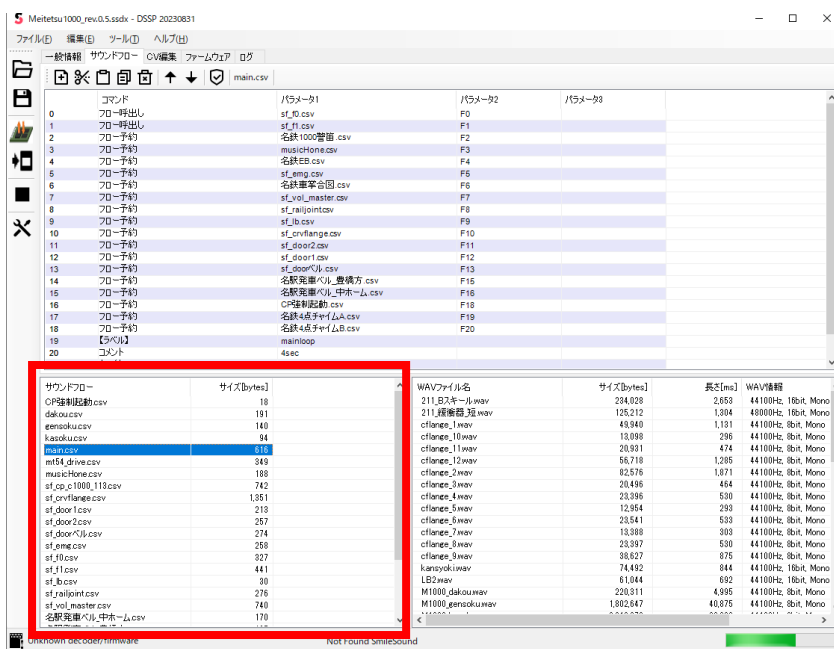 Meitetsu1000_rev.0.5.ssdx - DSSP 20230831
ファイル(F) 編集(E) ツール(T) ヘルプ(H)
一般情報 サウンドフロー CV編集 ファームウェア ログ
main.csv
コマンド パラメータ1 パラメータ2 パラメータ3
0 フロー呼出し sf_f0.csv F0
1 フロー呼出し sf_f1.csv F1
2 フロー予約 名鉄1000警笛.csv F2
3 フロー予約 musicHone.csv F3
4 フロー予約 名鉄EB.csv F4
5 フロー予約 sf_emg.csv F5
6 フロー予約 名鉄車掌合図.csv F6
7 フロー予約 sf_vol_master.csv F7
8 フロー予約 sf_railjoint.csv F8
9 フロー予約 sf_lb.csv F9
10 フロー予約 sf_crvflange.csv F10
11 フロー予約 sf_door2.csv F11
12 フロー予約 sf_door1.csv F12
13 フロー予約 sf_doorベル.csv F13
14 フロー予約 名駅発車ベル_豊橋方.csv F15
15 フロー予約 名駅発車ベル_中ホーム.csv F16
16 フロー予約 CP強制起動.csv F18
17 フロー予約 名鉄4点チャイムA.csv F19
18 フロー予約 名鉄4点チャイムB.csv F20
19 【ラベル】 mainloop
20 コメント 4sec
サウンドフロー サイズ[bytes]
CP強制起動.csv 18
dakou.csv 191
gensoku.csv 140
kasoku.csv 94
main.csv 616
mt54_drive.csv 349
musicHone.csv 188
sf_cp_c1000_113.csv 742
sf_crvflange.csv 1,351
sf_door1.csv 213
sf_door2.csv 257
sf_doorベル.csv 274
sf_emg.csv 258
sf_f0.csv 327
sf_f1.csv 441
sf_lb.csv 30
sf_railjoint.csv 276
sf_vol_master.csv 740
名駅発車ベル_中ホーム.csv 170
WAVファイル名 サイズ[bytes] 長さ[ms] WAV情報
211_Bスキール.wav 234,028 2,653 44100Hz, 16bit, Mono
211_緩衝器_短.wav 125,212 1,304 48000Hz, 16bit, Mono
cflange_1.wav 49,940 1,131 44100Hz, 8bit, Mono
cflange_10.wav 13,098 296 44100Hz, 8bit, Mono
cflange_11.wav 20,931 474 44100Hz, 8bit, Mono
cflange_12.wav 56,718 1,285 44100Hz, 8bit, Mono
cflange_2.wav 82,576 1,871 44100Hz, 8bit, Mono
cflange_3.wav 20,496 464 44100Hz, 8bit, Mono
cflange_4.wav 23,396 530 44100Hz, 8bit, Mono
cflange_5.wav 12,954 293 44100Hz, 8bit, Mono
cflange_6.wav 23,541 533 44100Hz, 8bit, Mono
cflange_7.wav 13,388 303 44100Hz, 8bit, Mono
cflange_8.wav 23,397 530 44100Hz, 8bit, Mono
cflange_9.wav 38,627 875 44100Hz, 8bit, Mono
kansyoki.wav 74,492 844 44100Hz, 16bit, Mono
LB2.wav 61,044 692 44100Hz, 16bit, Mono
M1000_dakou.wav 220,311 4,995 44100Hz, 8bit, Mono
M1000_gensoku.wav 1,802,647 40,875 44100Hz, 8bit, Mono
Unknown decoder/firmware Not Found SmileSound